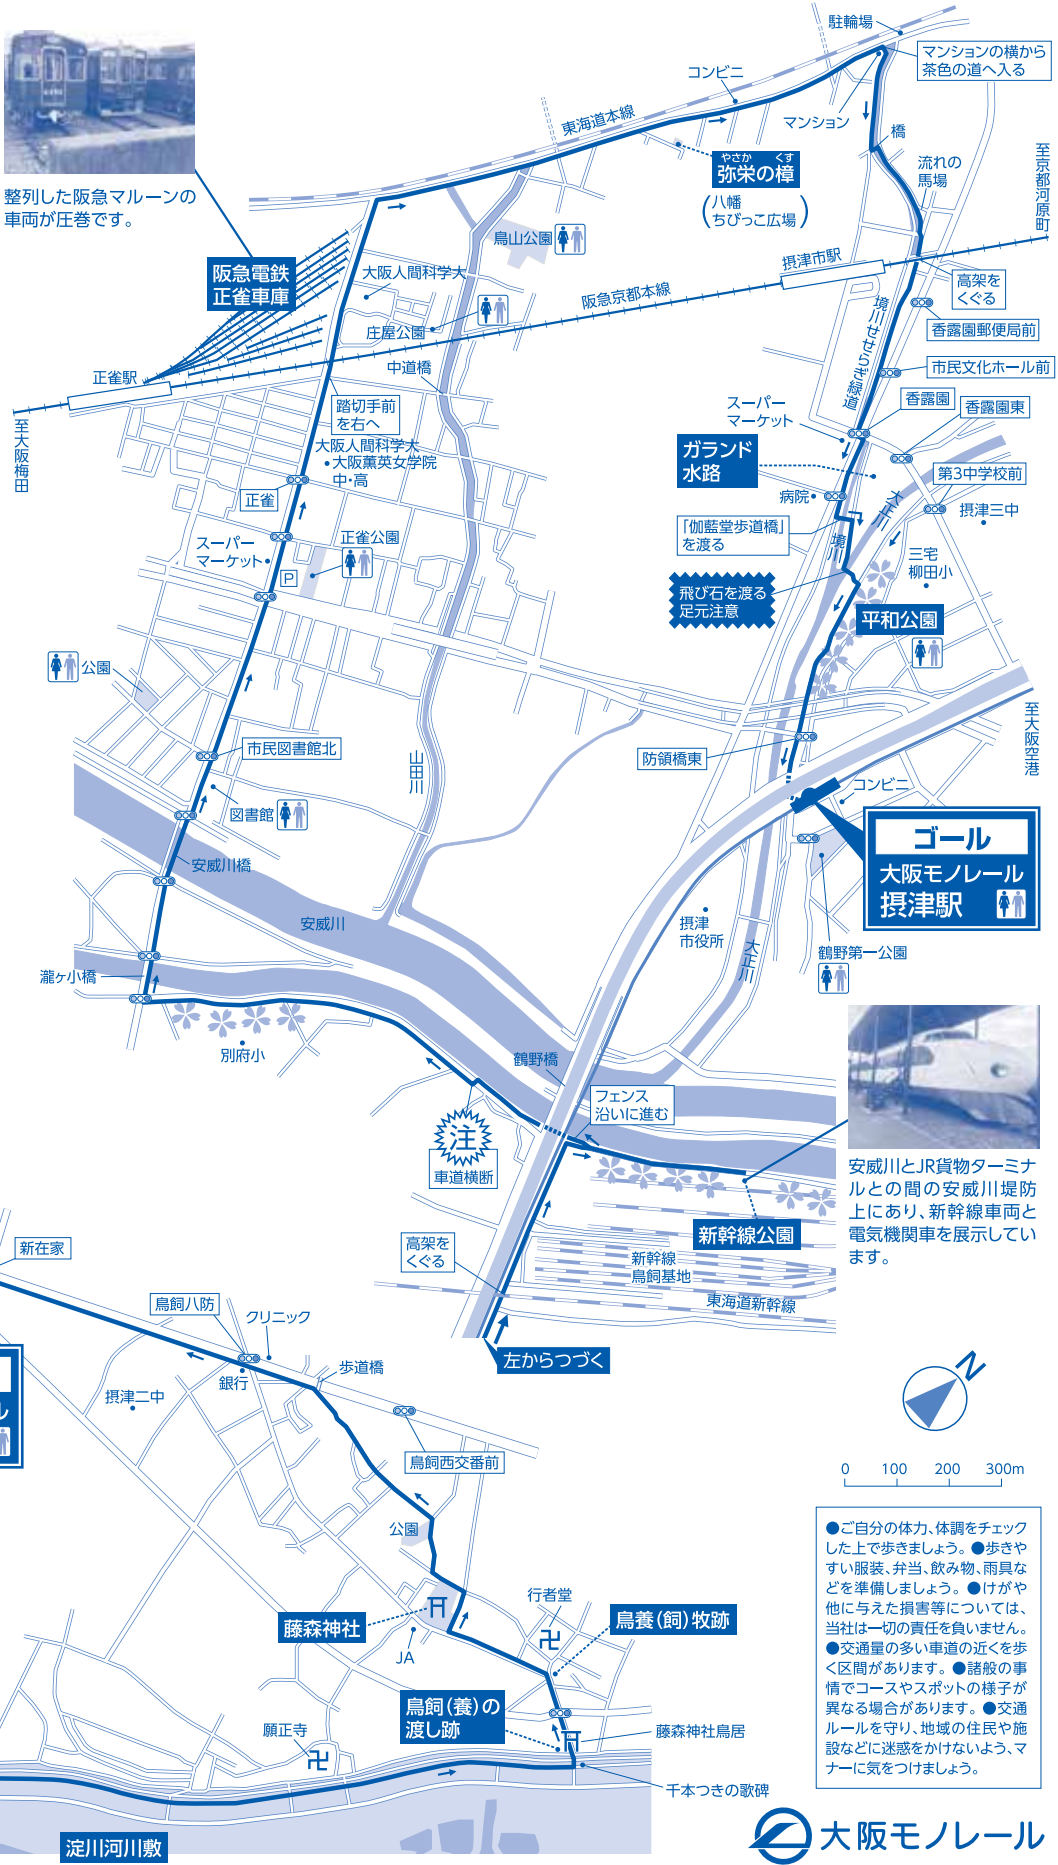 駐輪場
マンションの横から
茶色の道へ入る
コンビニ
東海道本線
マンション
橋
やさか くす
弥栄の樟
(八幡
ちびっこ広場)
流れの
馬場
至京都河原町
整列した阪急マルーンの
車両が圧巻です。
鳥山公園
阪急電鉄
正雀車庫
大阪人間科学大
摂津市駅
高架を
くぐる
阪急京都本線
庄屋公園
境川せせらぎ緑道
香露園郵便局前
中道橋
市民文化ホール前
正雀駅
踏切手前
を右へ
スーパー
マーケット
香露園
香露園東
至大阪梅田
大阪人間科学大
大阪薫英女学院
中・高
ガランド
水路
第3中学校前
正雀
病院
大正川
摂津三中
「伽藍堂歩道橋」
を渡る
境川
スーパー
マーケット
正雀公園
P
三宅
柳田小
飛び石を渡る
足元注意
平和公園
公園
至大阪空港
市民図書館北
山田川
防領橋東
図書館
コンビニ
ゴール
大阪モノレール
摂津駅
安威川橋
安威川
摂津
市役所
大正川
鶴野第一公園
瀧ヶ小橋
別府小
鶴野橋
フェンス
沿いに進む
注
車道横断
安威川とJR貨物ターミナ
ルとの間の安威川堤防
上にあり、新幹線車両と
電気機関車を展示してい
ます。
新幹線公園
高架を
くぐる
新幹線
鳥飼基地
東海道新幹線
新在家
鳥飼八防
クリニック
左からつづく
歩道橋
銀行
摂津二中
ル
N
鳥飼西交番前
0 100 200 300m
公園
●ご自分の体力、体調をチェック
した上で歩きましょう。●歩きや
すい服装、弁当、飲み物、雨具な
どを準備しましょう。●けがや
他に与えた損害等については、
当社は一切の責任を負いません。
●交通量の多い車道の近くを歩
く区間があります。●諸般の事
情でコースやスポットの様子が
異なる場合があります。●交通
ルールを守り、地域の住民や施
設などに迷惑をかけないよう、マ
ナーに気をつけましょう。
行者堂
藤森神社
鳥養(飼)牧跡
JA
鳥飼(養)の
渡し跡
願正寺
藤森神社鳥居
千本つきの歌碑
淀川河川敷
大阪モノレール